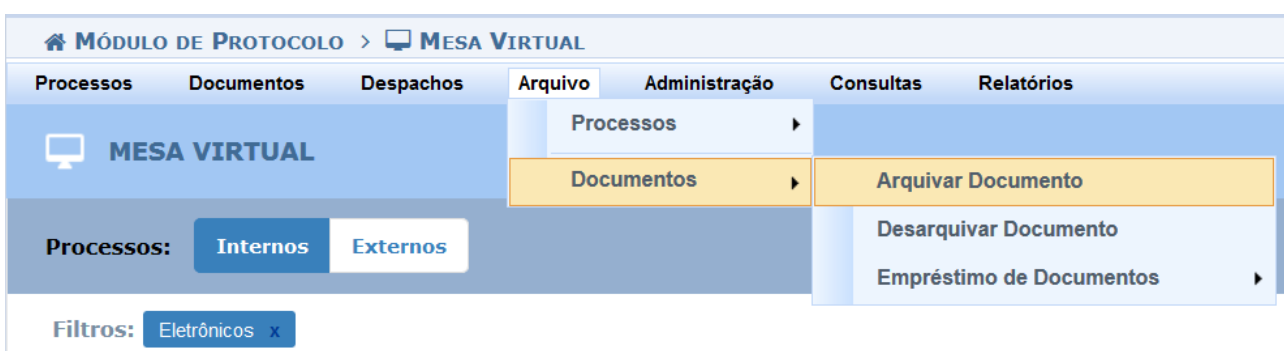 Módulo de Protocolo > Mesa Virtual
Processos Documentos Despachos Arquivo Administração Consultas Relatórios
Processos
MESA VIRTUAL
Documentos
Arquivar Documento
Desarquivar Documento
Empréstimo de Documentos
Processos: Internos Externos
Filtros: Eletrônicos x